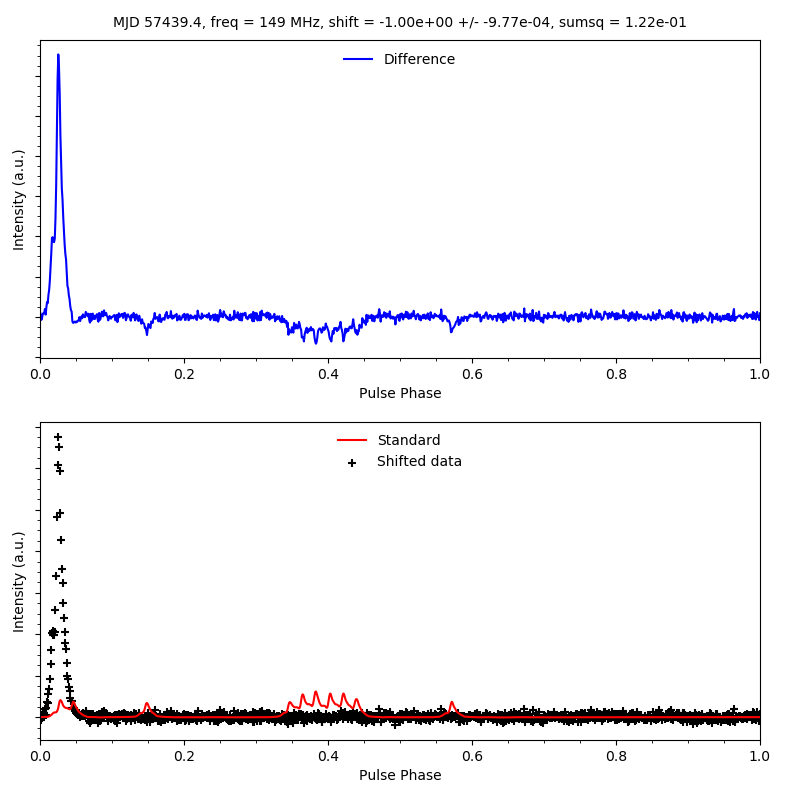 MJD 57439.4, freq = 149 MHz, shift = -1.00e+00 +/- -9.77e-04, sumsq = 1.22e-01
Difference
Intensity (a.u.)
0.0 0.2 0.4 0.6 0.8 1.0
Pulse Phase
Standard
Shifted data
Intensity (a.u.)
0.0 0.2 0.4 0.6 0.8 1.0
Pulse Phase